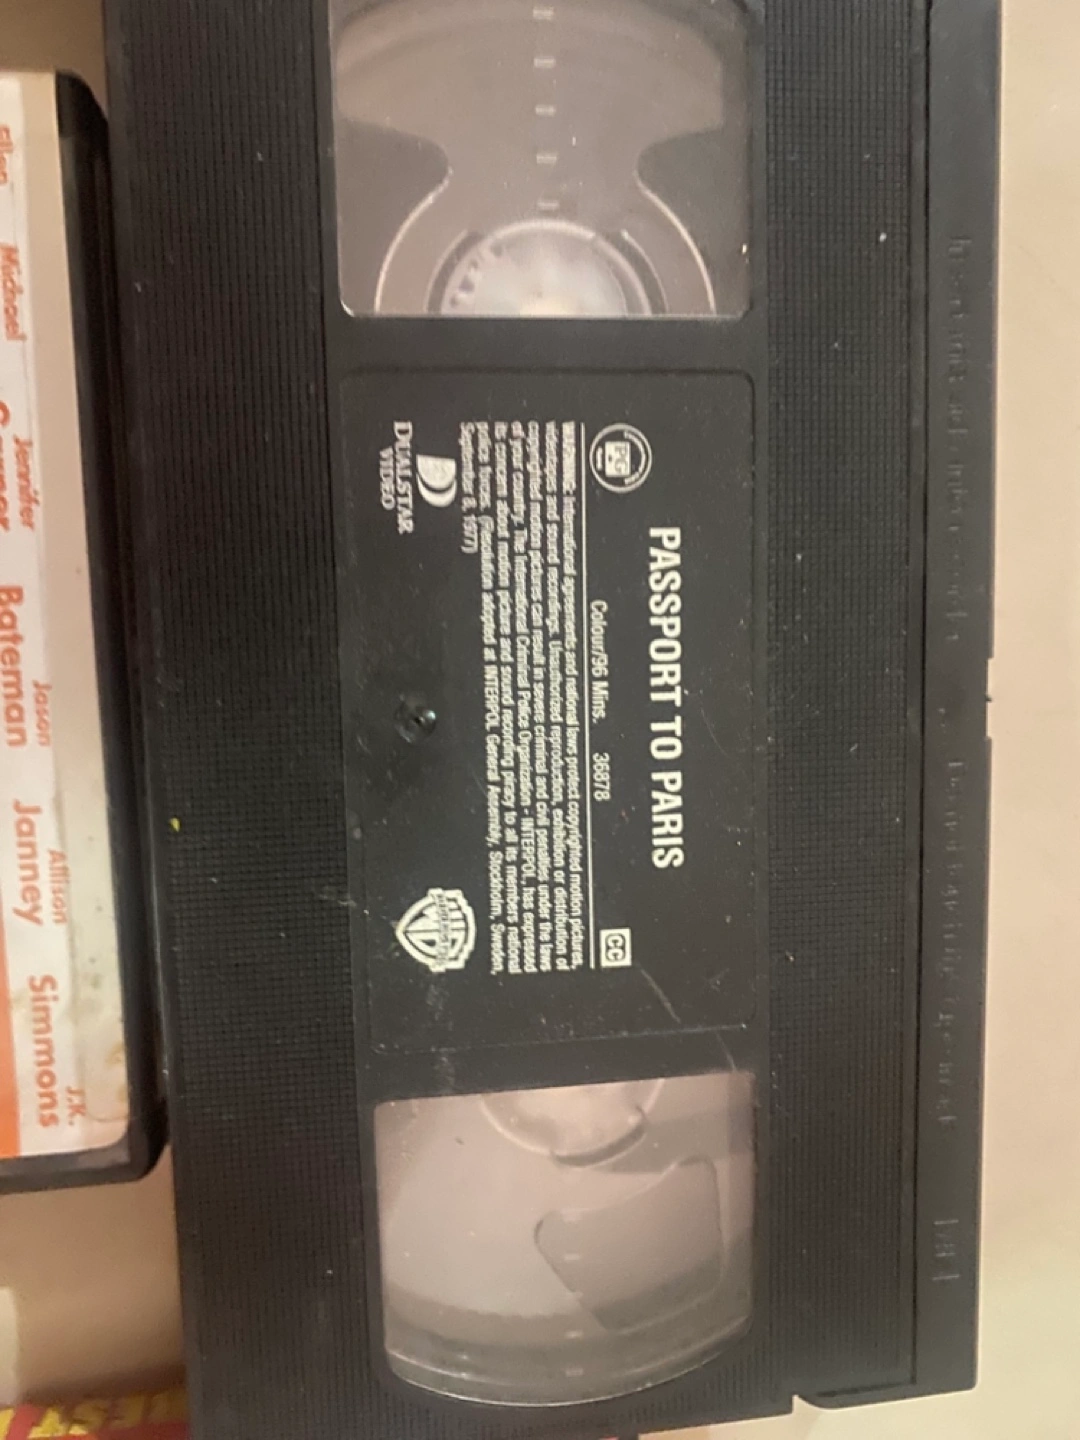 PASSPORT TO PARIS
PG
Colour/96 Mins. 36878
CC
WARNING: International agreements and national laws protect copyrighted motion pictures,
videotapes and sound recordings. Unauthorized reproduction, exhibition or distribution of
copyrighted motion pictures can result in severe criminal and civil penalties under the laws
of your country. The International Criminal Police Organization - INTERPOL, has expressed
its concern about motion picture and sound recording piracy to all its members national
police forces. (Resolution adopted at INTERPOL General Assembly, Stockholm, Sweden,
September 8, 1977)
DUALSTAR
VIDEO
WB
Jennifer
Jason
Allison
J.K.
Michael
Bateman
Janney
Simmons